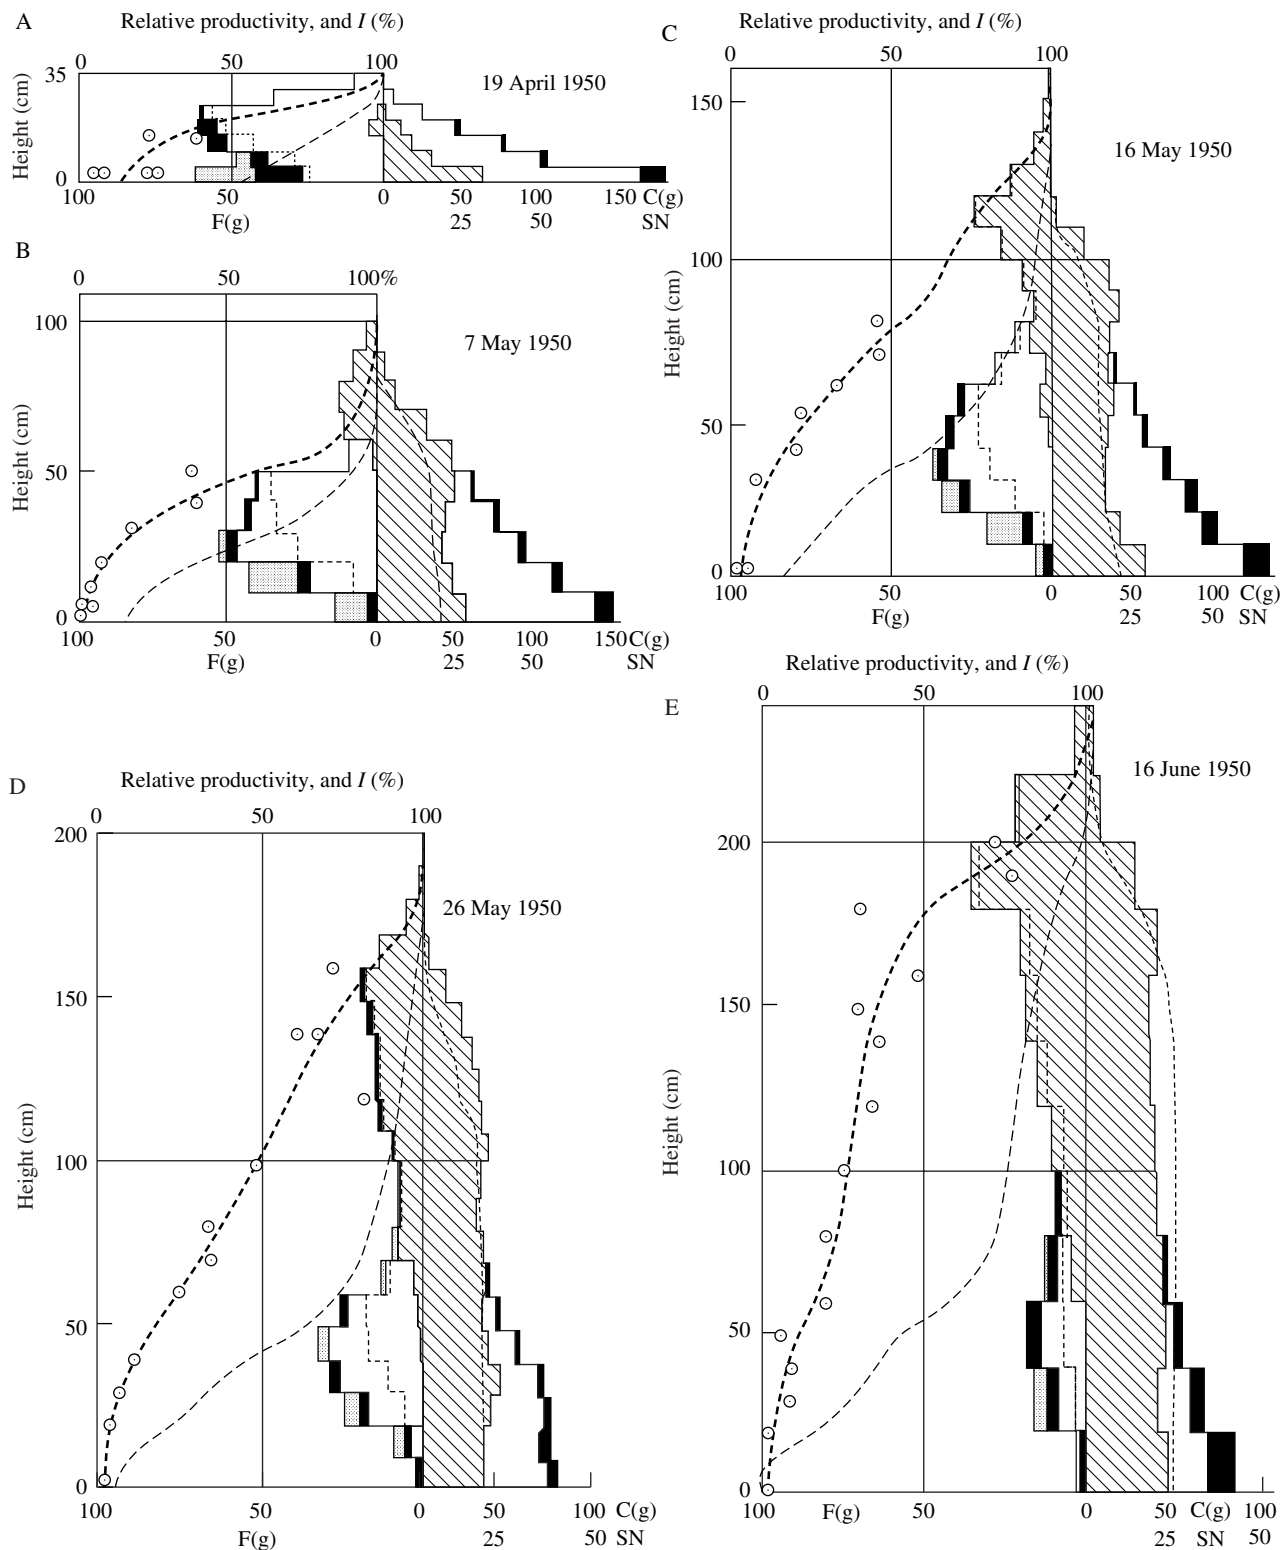 A
Relative productivity, and I (%)
0 50 100
35
0
Height (cm)
19 April 1950
100 50 0 50 100 150 C(g)
F(g) 25 50 SN
B
0 50 100%
100
50
0
Height (cm)
7 May 1950
100 50 0 50 100 150C(g)
F(g) 25 50 SN
C
Relative productivity, and I (%)
0 50 100
150
100
50
0
Height (cm)
16 May 1950
100 50 0 50 100 C(g)
F(g) 25 50 SN
D
Relative productivity, and I (%)
0 50 100
200
150
100
50
0
Height (cm)
26 May 1950
100 50 0 50 100 C(g)
F(g) 25 50 SN
E
Relative productivity, and I (%)
0 50 100
200
150
100
50
0
Height (cm)
16 June 1950
100 F(g) 50 0 50 C(g) 100
25 SN 50